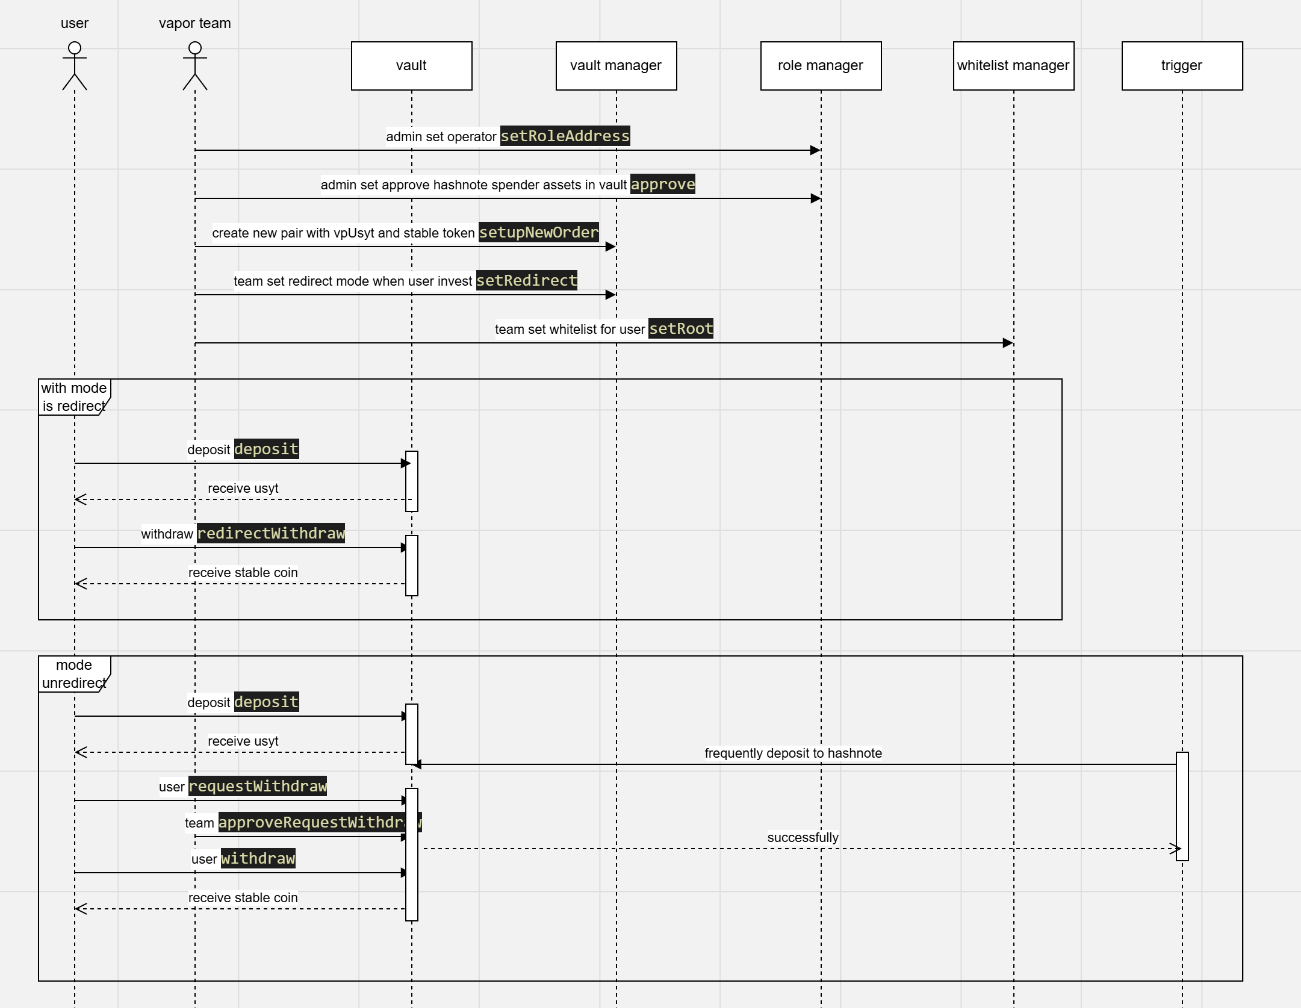 user
vapor team
vault
vault manager
role manager
whitelist manager
trigger
admin set operator setRoleAddress
admin set approve hashnote spender assets in vault approve
create new pair with vpUsyt and stable token setupNewOrder
team set redirect mode when user invest setRedirect
team set whitelist for user setRoot
with mode
is redirect
deposit deposit
receive usyt
withdraw redirectWithdraw
receive stable coin
mode
unredirect
deposit deposit
receive usyt
frequently deposit to hashnote
user requestWithdraw
team approveRequestWithdraw
successfully
user withdraw
receive stable coin